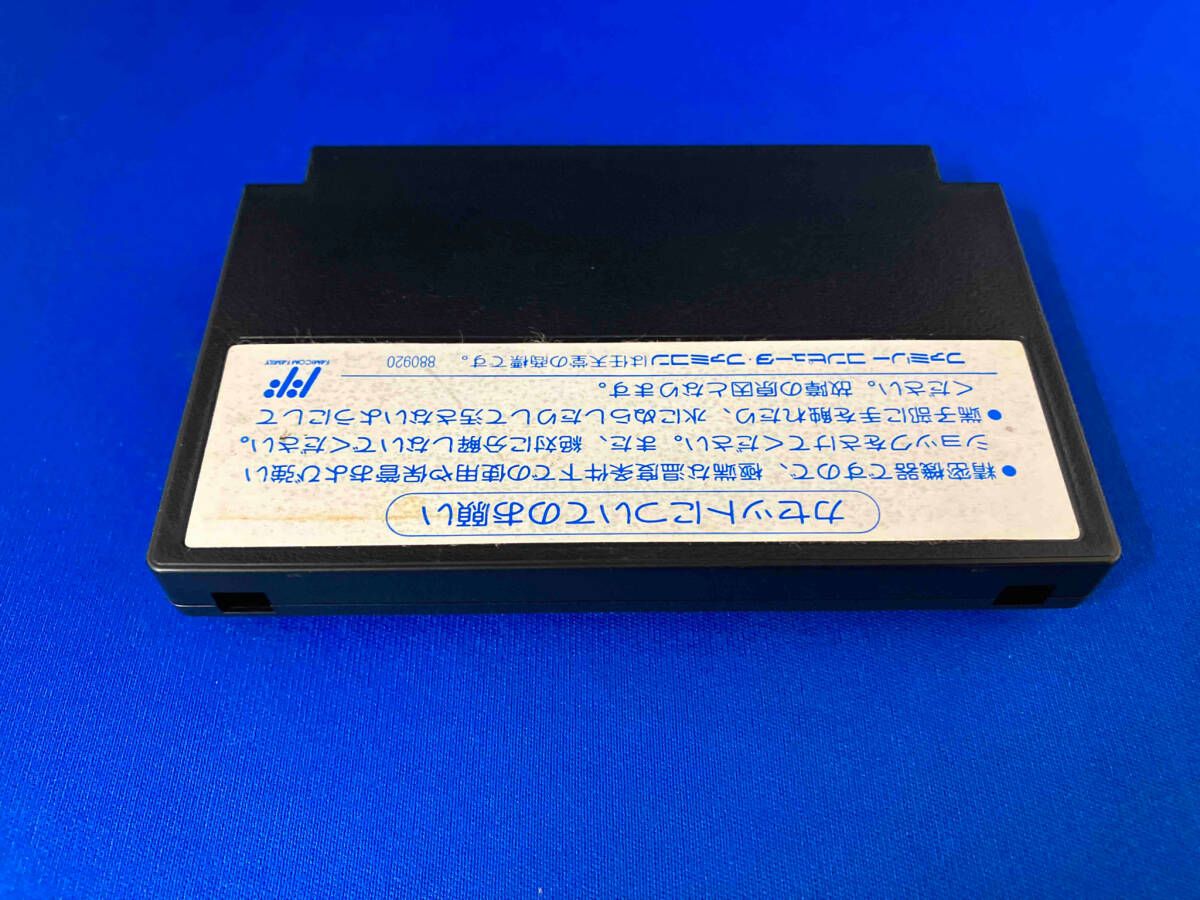 カセットについてのお願い
●精密機器ですので、極端な温度条件下での使用や保管および強い
ショックをさけてください。また、絶対に分解しないでください。
●端子部に手を触れたり、水にぬらしたりして汚さないようにして
ください。故障の原因となります。
ファミリーコンピュータ・ファミコンは任天堂の商標です。 880920
FAMICOM FAMILY